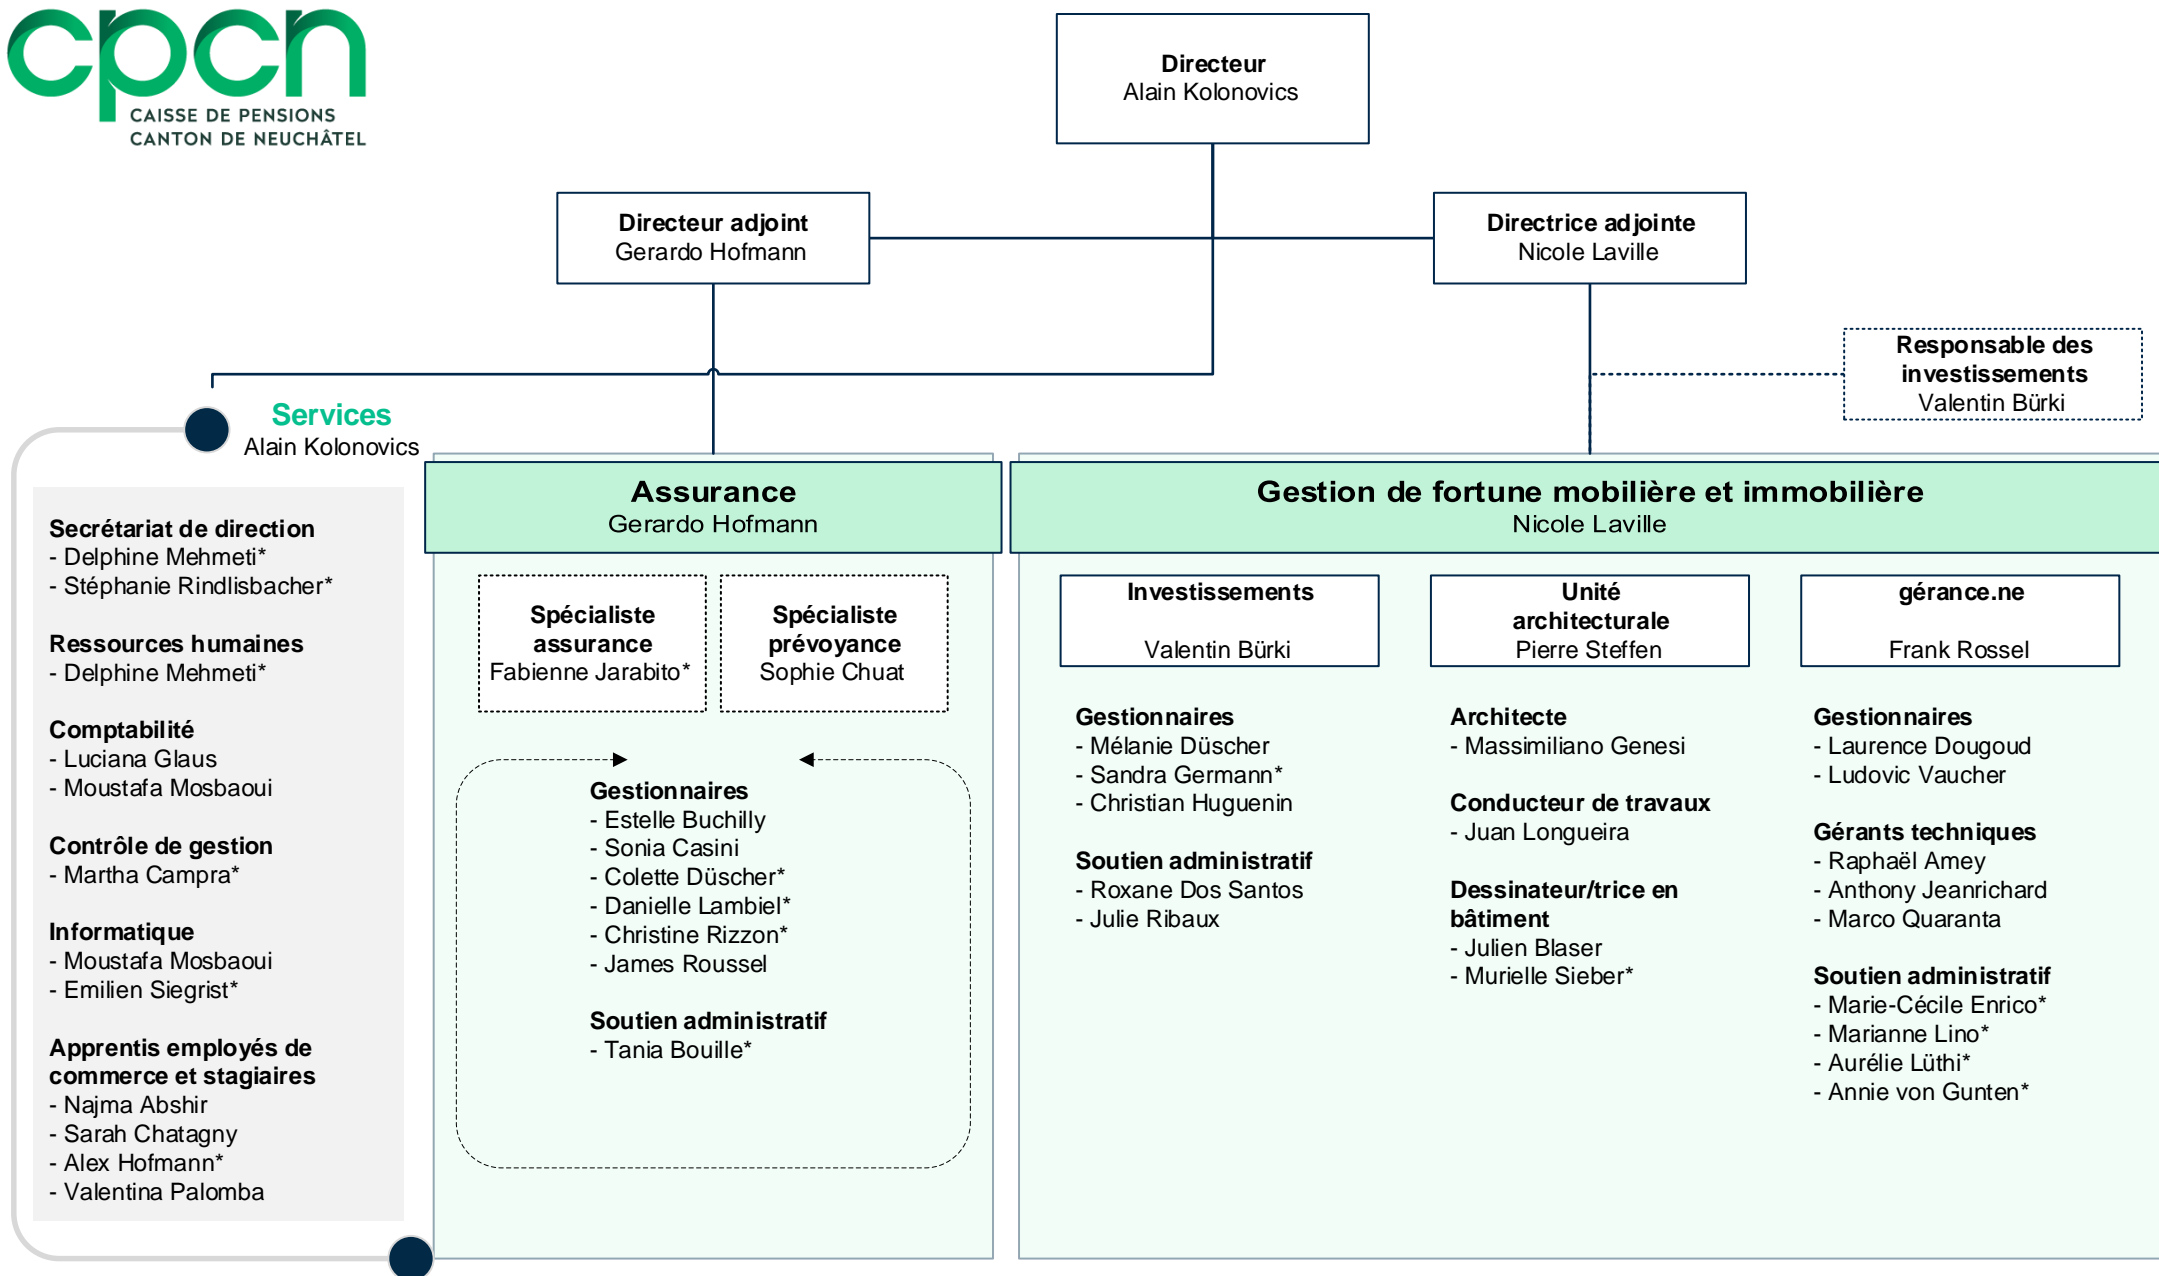 cpcn
CAISSE DE PENSIONS
CANTON DE NEUCHÂTEL
Directeur
Alain Kolonovics
Directeur adjoint
Gerardo Hofmann
Directrice adjointe
Nicole Laville
Responsable des
investissements
Valentin Bürki
Services
Alain Kolonovics
Secrétariat de direction
- Delphine Mehmeti*
- Stéphanie Rindlisbacher*
Ressources humaines
- Delphine Mehmeti*
Comptabilité
- Luciana Glaus
- Moustafa Mosbaoui
Contrôle de gestion
- Martha Campra*
Informatique
- Moustafa Mosbaoui
- Emilien Siegrist*
Apprentis employés de
commerce et stagiaires
- Najma Abshir
- Sarah Chatagny
- Alex Hofmann*
- Valentina Palomba
Assurance
Gerardo Hofmann
Spécialiste
assurance
Fabienne Jarabito*
Spécialiste
prévoyance
Sophie Chuat
Gestionnaires
- Estelle Buchilly
- Sonia Casini
- Colette Düscher*
- Danielle Lambiel*
- Christine Rizzon*
- James Roussel
Soutien administratif
- Tania Bouille*
Gestion de fortune mobilière et immobilière
Nicole Laville
Investissements
Valentin Bürki
Gestionnaires
- Mélanie Düscher
- Sandra Germann*
- Christian Huguenin
Soutien administratif
- Roxane Dos Santos
- Julie Ribaux
Unité
architecturale
Pierre Steffen
Architecte
- Massimiliano Genesi
Conducteur de travaux
- Juan Longueira
Dessinateur/trice en
bâtiment
- Julien Blaser
- Murielle Sieber*
gérance.ne
Frank Rossel
Gestionnaires
- Laurence Dougoud
- Ludovic Vaucher
Gérants techniques
- Raphaël Amey
- Anthony Jeanrichard
- Marco Quaranta
Soutien administratif
- Marie-Cécile Enrico*
- Marianne Lino*
- Aurélie Lüthi*
- Annie von Gunten*